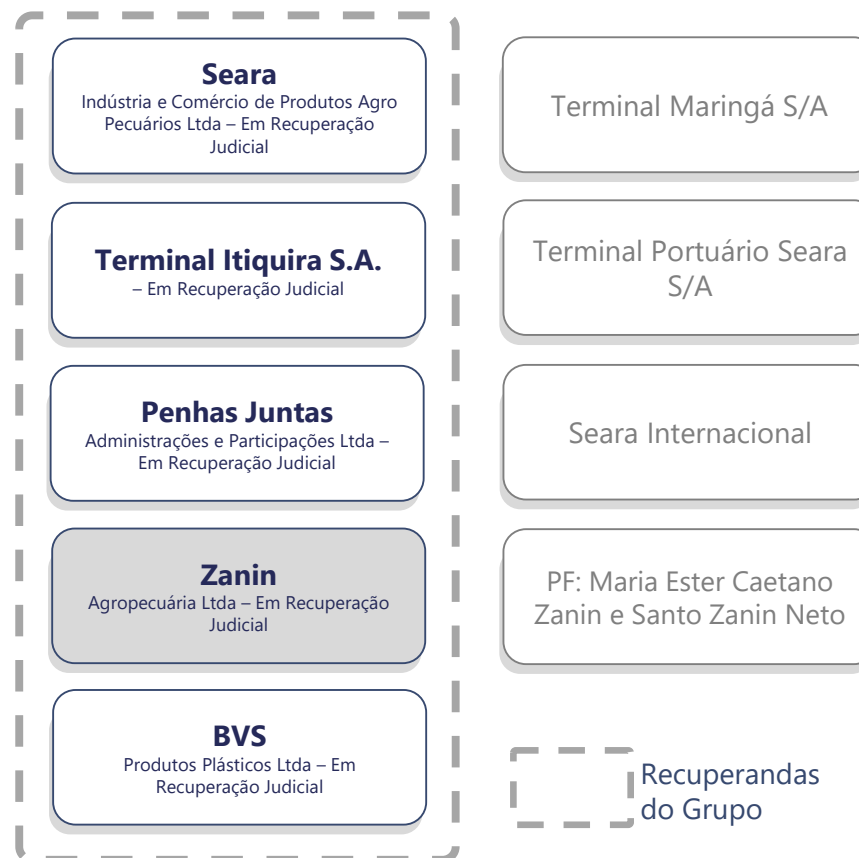 Seara
Indústria e Comércio de Produtos Agro
Pecuários Ltda – Em Recuperação
Judicial
Terminal Itiquira S.A.
– Em Recuperação Judicial
Penhas Juntas
Administrações e Participações Ltda –
Em Recuperação Judicial
Zanin
Agropecuária Ltda – Em Recuperação
Judicial
BVS
Produtos Plásticos Ltda – Em
Recuperação Judicial
Terminal Maringá S/A
Terminal Portuário Seara
S/A
Seara Internacional
PF: Maria Ester Caetano
Zanin e Santo Zanin Neto
Recuperandas
do Grupo